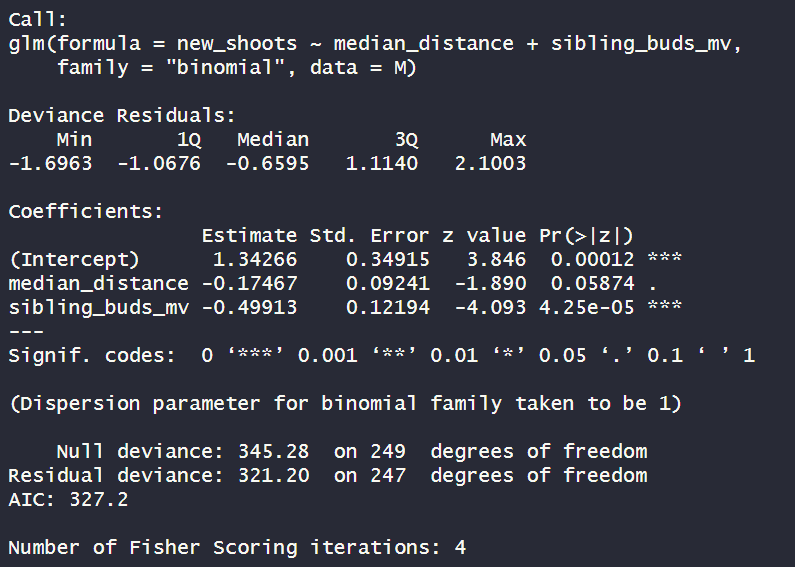 Call:
glm(formula = new_shoots ~ median_distance + sibling_buds_mv,
    family = "binomial", data = M)

Deviance Residuals:
    Min       1Q   Median       3Q      Max
-1.6963  -1.0676  -0.6595   1.1140   2.1003

Coefficients:
                Estimate Std. Error z value Pr(>|z|)
(Intercept)      1.34266    0.34915   3.846  0.00012 ***
median_distance -0.17467    0.09241  -1.890  0.05874 .
sibling_buds_mv -0.49913    0.12194  -4.093 4.25e-05 ***
---
Signif. codes:  0 ‘***’ 0.001 ‘**’ 0.01 ‘*’ 0.05 ‘.’ 0.1 ‘ ’ 1

(Dispersion parameter for binomial family taken to be 1)

    Null deviance: 345.28  on 249  degrees of freedom
Residual deviance: 321.20  on 247  degrees of freedom
AIC: 327.2

Number of Fisher Scoring iterations: 4